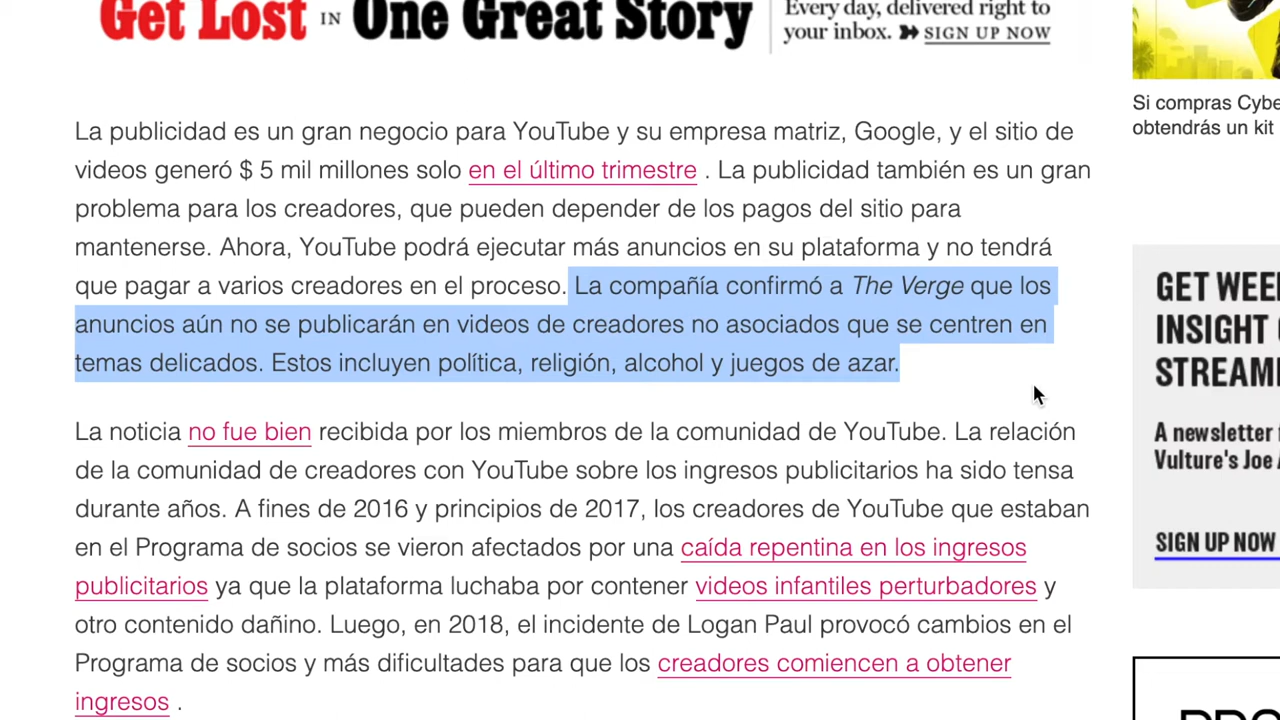 Get Lost IN One Great Story
Every day, delivered right to
your inbox. SIGN UP NOW
La publicidad es un gran negocio para YouTube y su empresa matriz, Google, y el sitio de
videos generó $ 5 mil millones solo en el último trimestre . La publicidad también es un gran
problema para los creadores, que pueden depender de los pagos del sitio para
mantenerse. Ahora, YouTube podrá ejecutar más anuncios en su plataforma y no tendrá
que pagar a varios creadores en el proceso. La compañía confirmó a The Verge que los
anuncios aún no se publicarán en videos de creadores no asociados que se centren en
temas delicados. Estos incluyen política, religión, alcohol y juegos de azar.
La noticia no fue bien recibida por los miembros de la comunidad de YouTube. La relación
de la comunidad de creadores con YouTube sobre los ingresos publicitarios ha sido tensa
durante años. A fines de 2016 y principios de 2017, los creadores de YouTube que estaban
en el Programa de socios se vieron afectados por una caída repentina en los ingresos
publicitarios ya que la plataforma luchaba por contener videos infantiles perturbadores y
otro contenido dañino. Luego, en 2018, el incidente de Logan Paul provocó cambios en el
Programa de socios y más dificultades para que los creadores comiencen a obtener
ingresos .
Si compras Cybe
obtendrás un kit
GET WEE
INSIGHT
STREAMI
A newsletter
Vulture's Joe
SIGN UP NOW